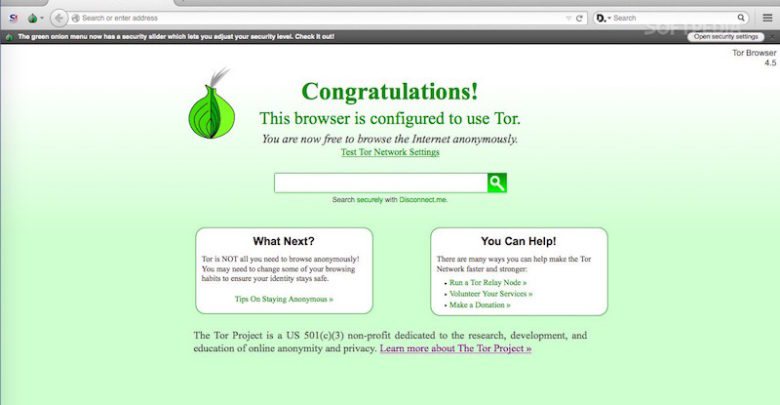 Search or enter address
Search
SOFTPEDIA
The green onion menu now has a security slider which lets you adjust your security level. Check it out!
Open security settings
Tor Browser
4.5
Congratulations!
This browser is configured to use Tor.
You are now free to browse the Internet anonymously.
Test Tor Network Settings
Search securely with Disconnect.me.
What Next?
Tor is NOT all you need to browse anonymously!
You may need to change some of your browsing
habits to ensure your identity stays safe.
Tips On Staying Anonymous »
You Can Help!
There are many ways you can help make the Tor
Network faster and stronger:
• Run a Tor Relay Node »
• Volunteer Your Services »
• Make a Donation »
The Tor Project is a US 501(c)(3) non-profit dedicated to the research, development, and
education of online anonymity and privacy. Learn more about The Tor Project »